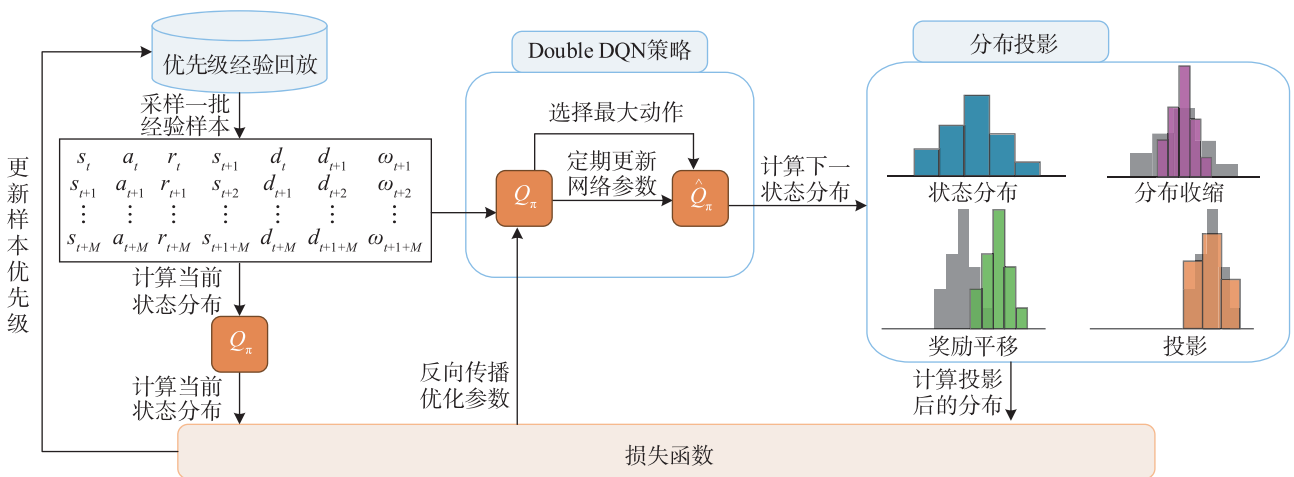 优先级经验回放
采样一批
经验样本
s_t a_t r_t s_{t+1} d_t d_{t+1} ω_{t+1}
s_{t+1} a_{t+1} r_{t+1} s_{t+2} d_{t+1} d_{t+2} ω_{t+2}
⋮ ⋮ ⋮ ⋮ ⋮ ⋮ ⋮
s_{t+M} a_{t+M} r_{t+M} s_{t+1+M} d_{t+M} d_{t+1+M} ω_{t+1+M}
更新样本优先级
计算当前
状态分布
Q_π
计算当前
状态分布
Double DQN策略
选择最大动作
定期更新
网络参数
Q_π
Q̂_π
反向传播
优化参数
计算下一
状态分布
分布投影
状态分布
分布收缩
奖励平移
投影
计算投影
后的分布
损失函数